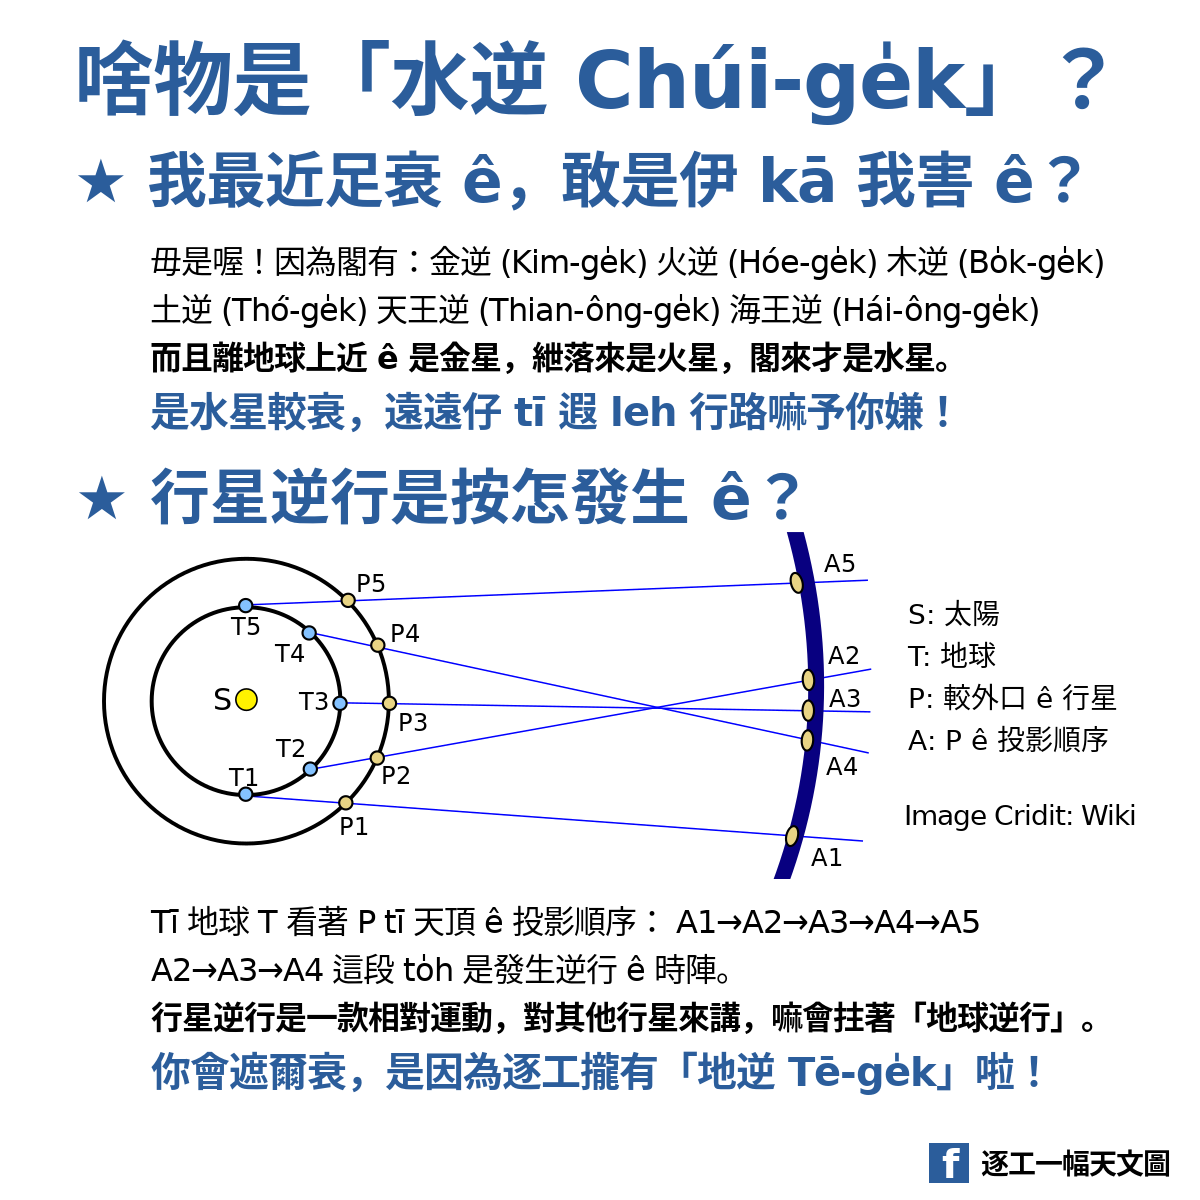 啥物是「水逆 Chúi-ge̍k」？
★ 我最近足衰 ê，敢是伊 kā 我害 ê？
毋是喔！因為閣有：金逆 (Kim-ge̍k) 火逆 (Hóe-ge̍k) 木逆 (Bo̍k-ge̍k)
土逆 (Thó͘-ge̍k) 天王逆 (Thian-ông-ge̍k) 海王逆 (Hái-ông-ge̍k)
而且離地球上近 ê 是金星，紲落來是火星，閣來才是水星。
是水星較衰，遠遠仔 tī 遐 leh 行路嘛予你嫌！
★ 行星逆行是按怎發生 ê？
P5
A5
T5
P4
T4
A2
S
T3
A3
P3
T2
A4
P2
T1
P1
A1
S: 太陽
T: 地球
P: 較外口 ê 行星
A: P ê 投影順序
Image Cridit: Wiki
Tī 地球 T 看著 P tī 天頂 ê 投影順序： A1→A2→A3→A4→A5
A2→A3→A4 這段 to̍h 是發生逆行 ê 時陣。
行星逆行是一款相對運動，對其他行星來講，嘛會拄著「地球逆行」。
你會遮爾衰，是因為逐工攏有「地逆 Tē-ge̍k」啦！
f 逐工一幅天文圖